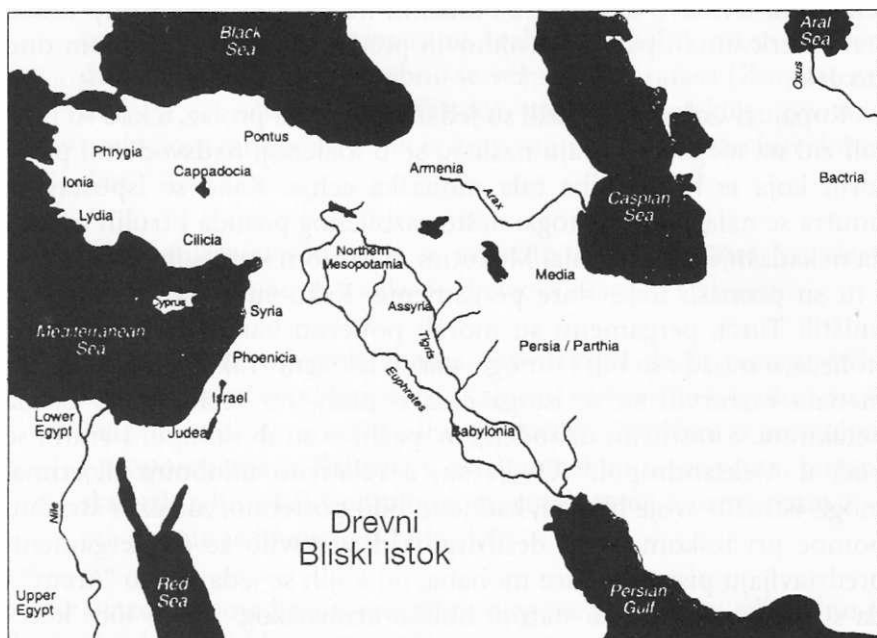 Black
Sea
Aral
Sea
Oxus
Pontus
Phrygia
Cappadocia
Armenia
Arax
Bactria
Ionia
Caspian
Sea
Lydia
Cilicia
Northern
Mesopotamia
Media
Cyprus
Assyria
Syria
Mediterranean
Sea
Tigris
Phoenicia
Persia / Parthia
Euphrates
Israel
Lower
Egypt
Judea
Babylonia
Nile
Drevni
Bliski istok
Upper
Egypt
Red
Sea
Persian
Gulf